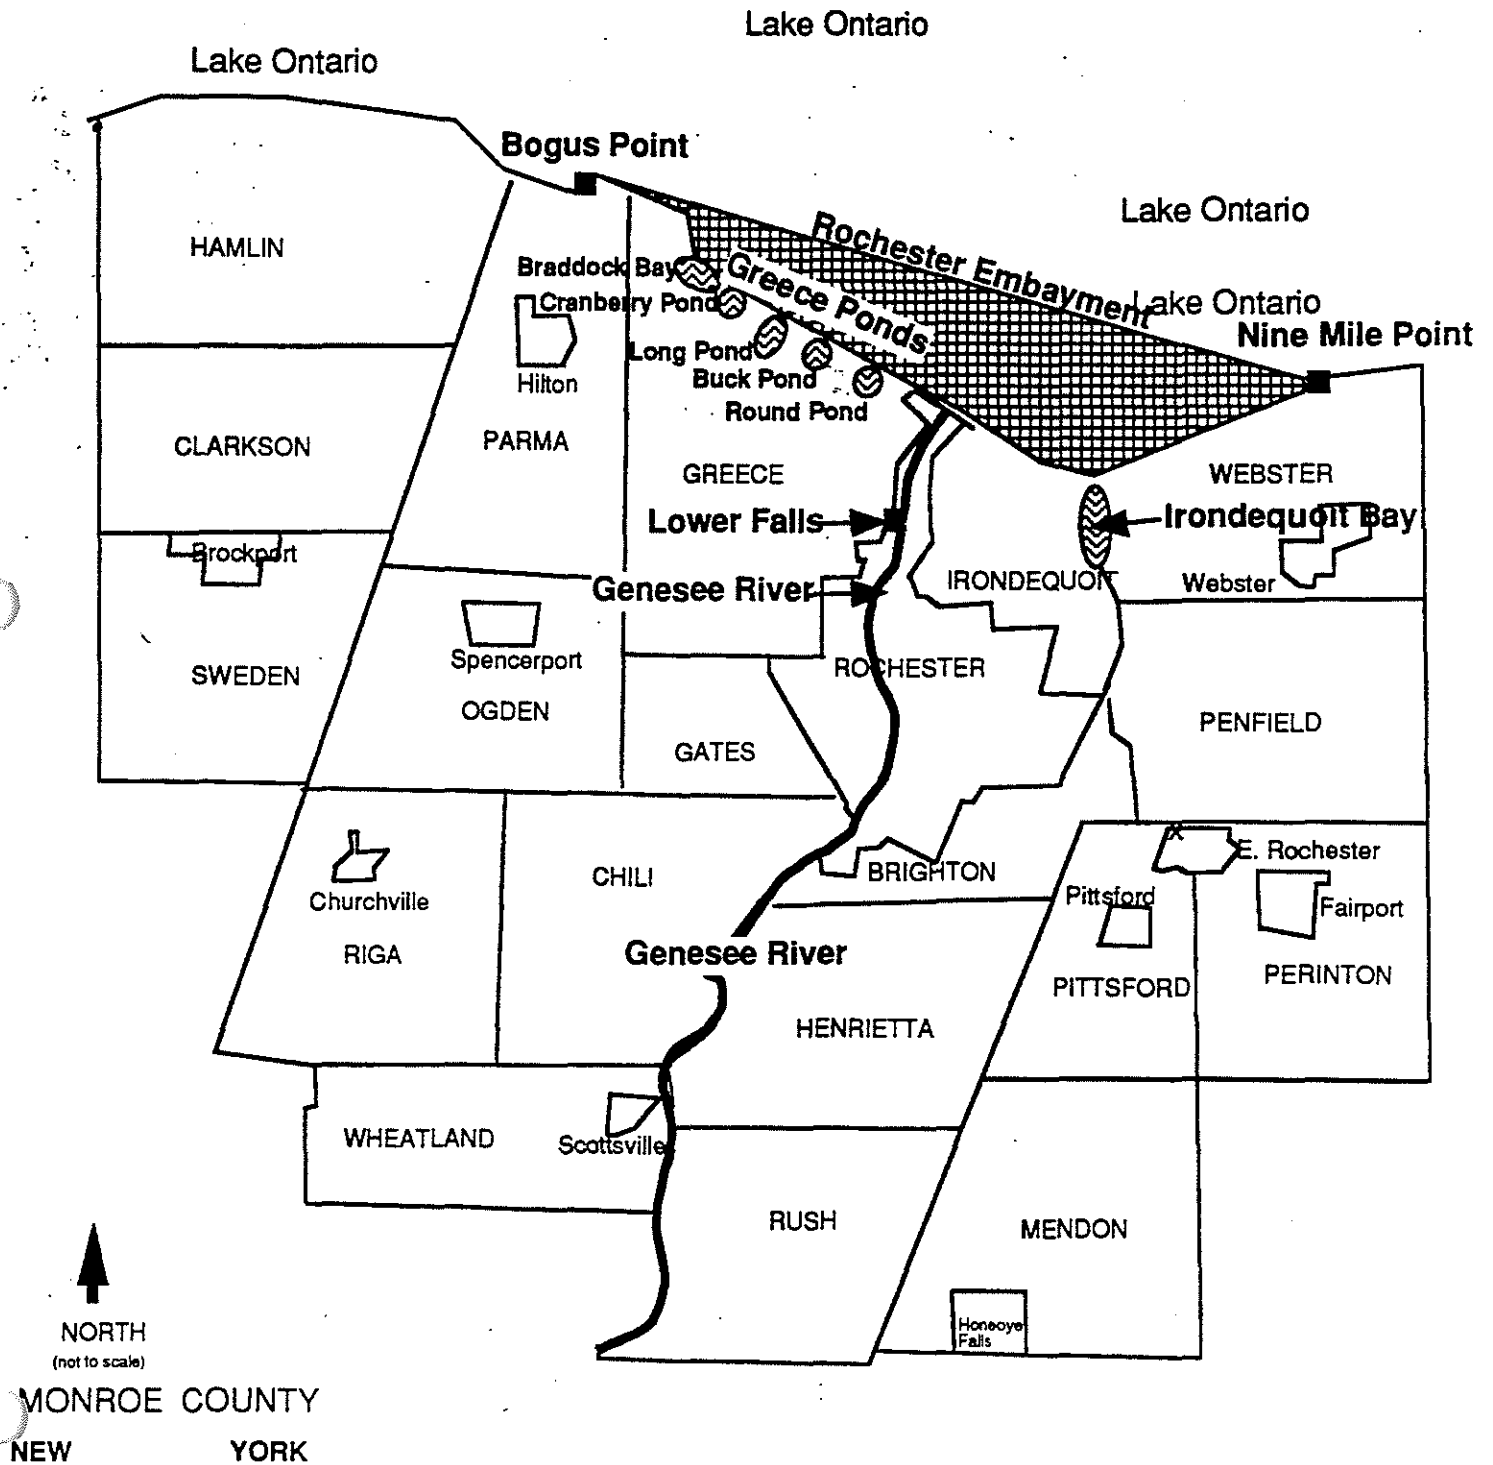 Lake Ontario
Lake Ontario
Bogus Point
Lake Ontario
Rochester Embayment
HAMLIN
Braddock Bay
Greece Ponds
Cranberry Pond
Lake Ontario
Nine Mile Point
Long Pond
Hilton
Buck Pond
Round Pond
CLARKSON
PARMA
GREECE
WEBSTER
Lower Falls
Irondequoit Bay
Brockport
Genesee River
IRONDEQUOIT
Webster
Spencerport
SWEDEN
ROCHESTER
OGDEN
PENFIELD
GATES
X
E. Rochester
CHILI
BRIGHTON
Churchville
Pittsford
Fairport
RIGA
Genesee River
PITTSFORD
PERINTON
HENRIETTA
WHEATLAND
Scottsville
RUSH
MENDON
Honeoye
Falls
NORTH
(not to scale)
MONROE COUNTY
NEW YORK